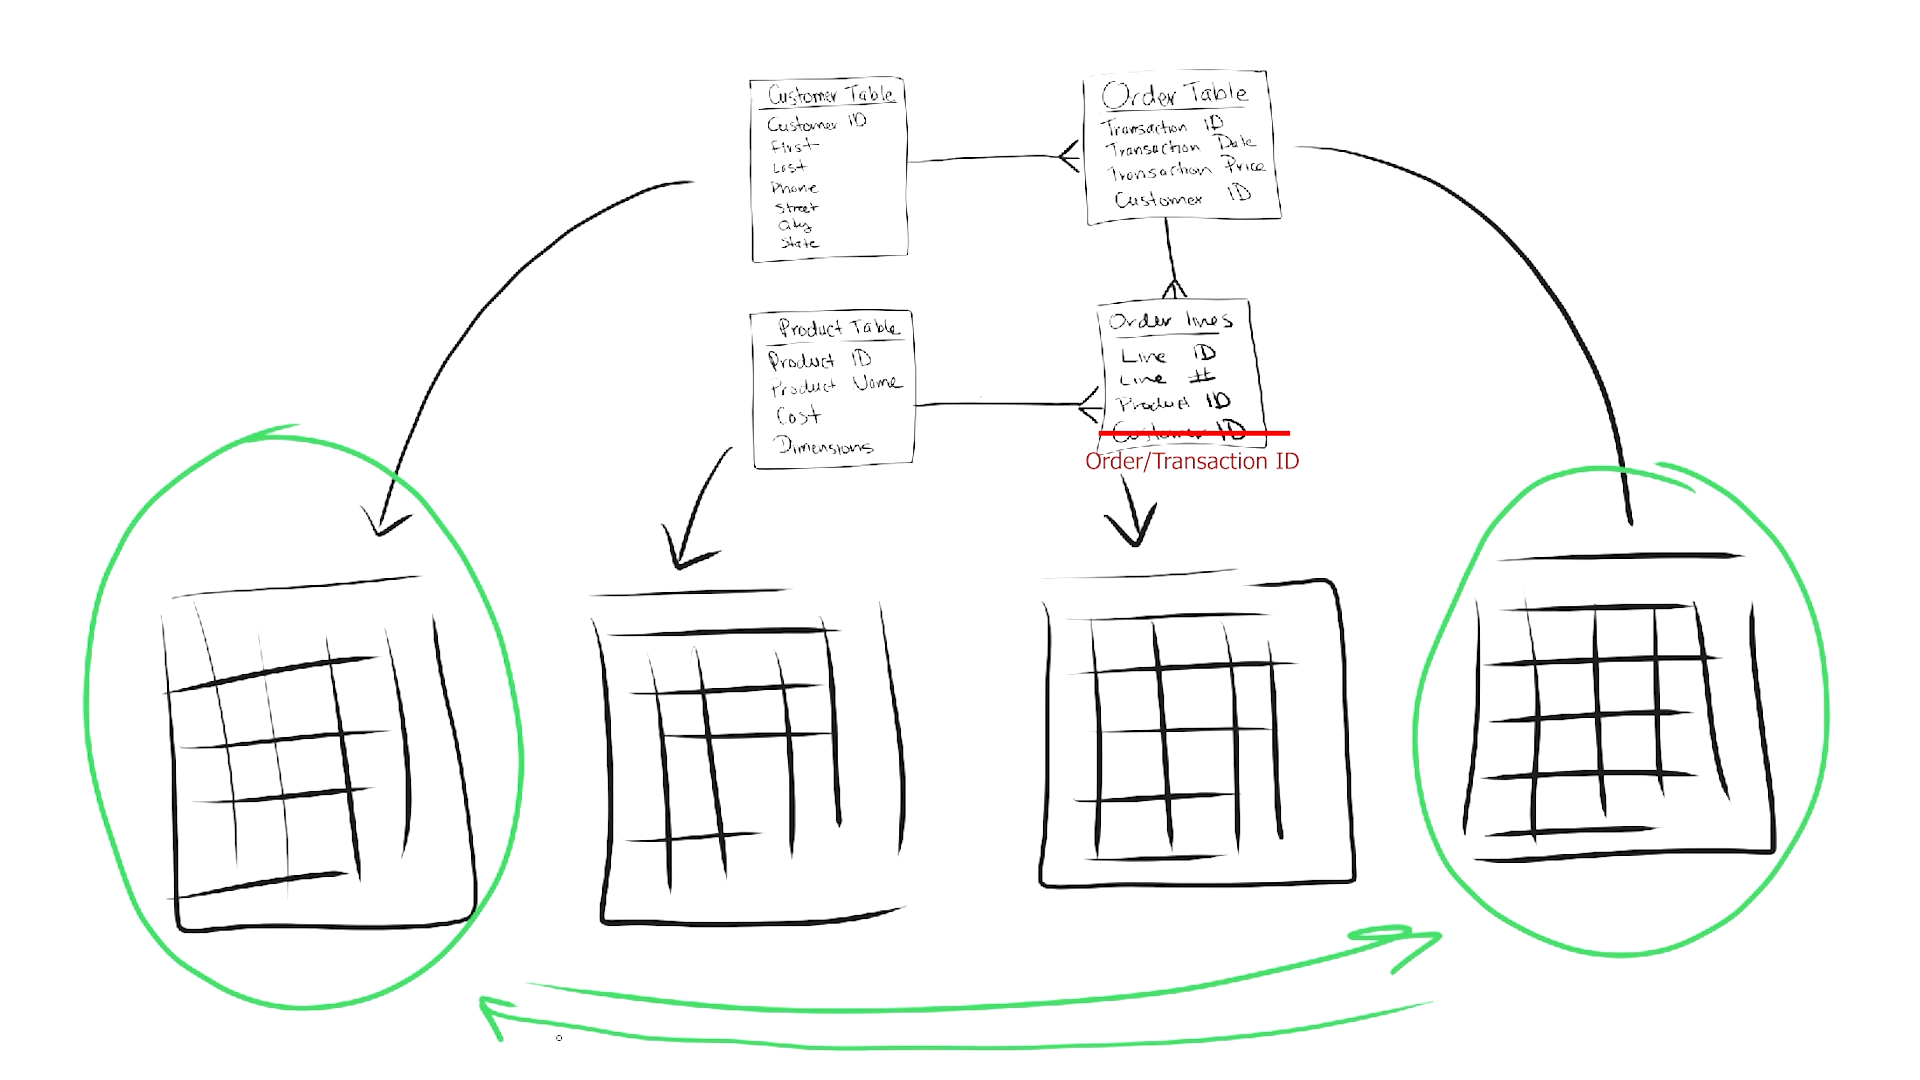 Customer Table
Customer ID
First
Last
Phone
Street
City
State
Order Table
Transaction ID
Transaction Date
Transaction Price
Customer ID
Product Table
Product ID
Product Name
Cost
Dimensions
Order lines
Line ID
Line #
Product ID
Customer ID
Order/Transaction ID